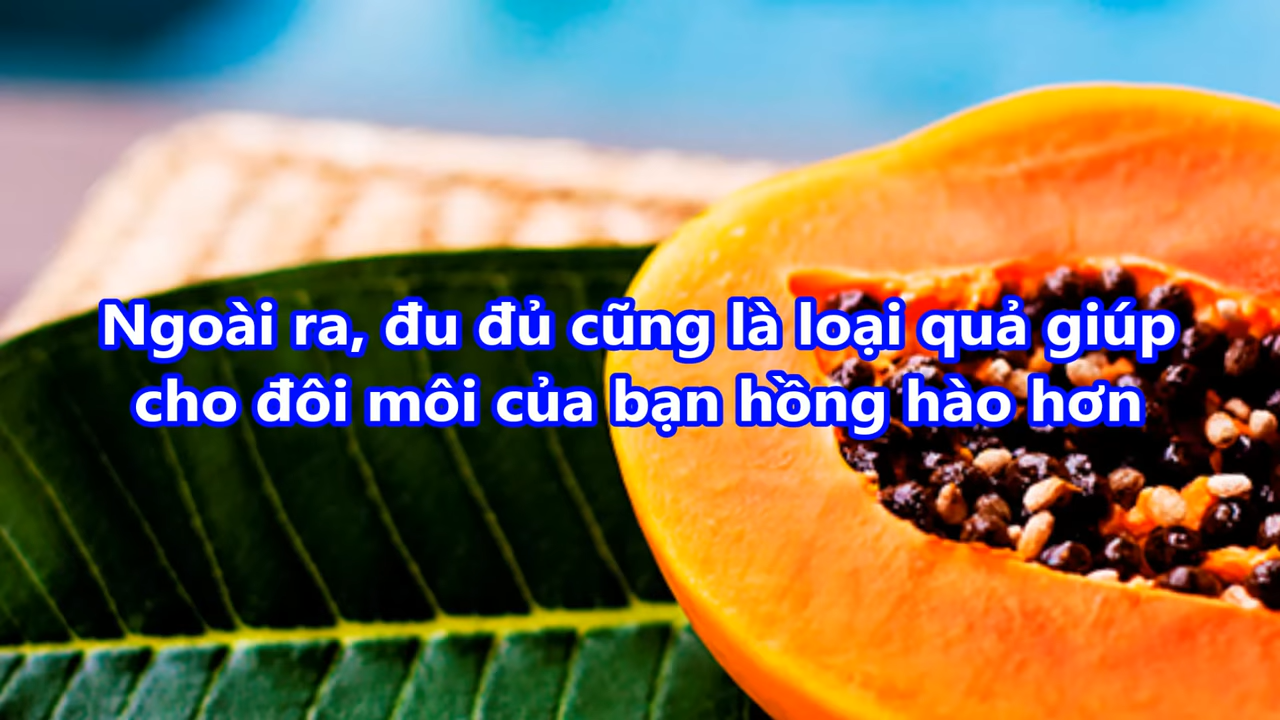 Ngoài ra, đu đủ cũng là loại quả giúp
cho đôi môi của bạn hồng hào hơn